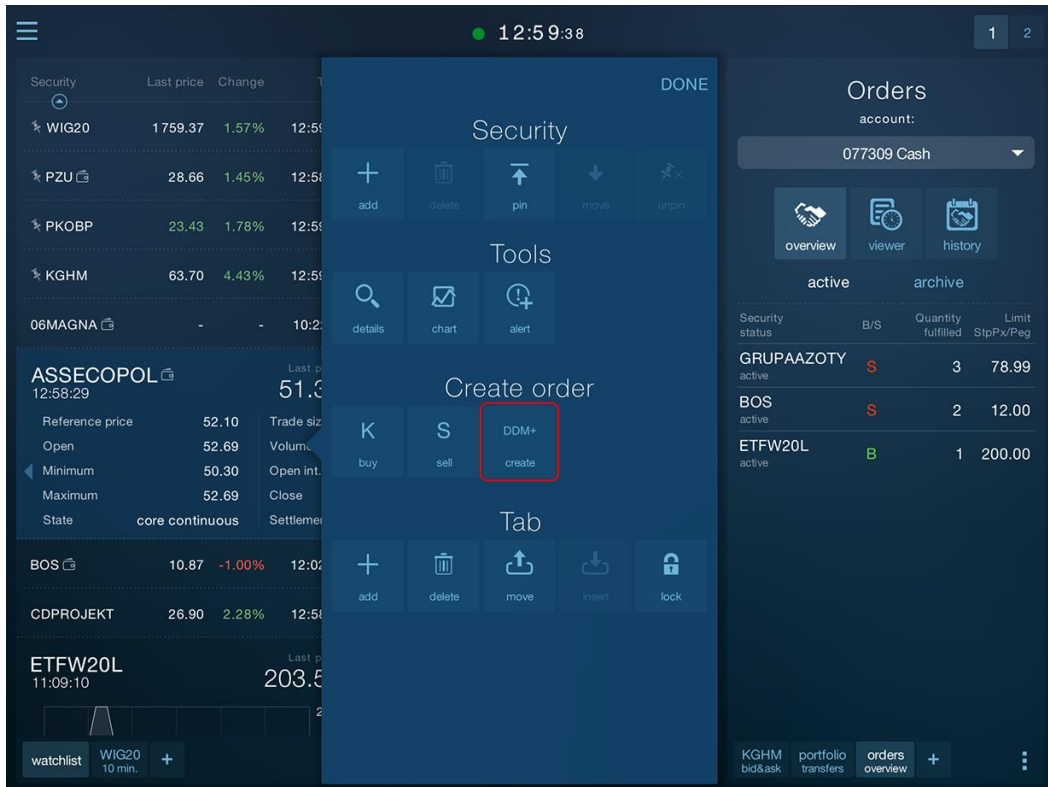 12:59:38
1 2
Security Last price Change T
WIG20 1759.37 1.57% 12:59
PZU 28.66 1.45% 12:58
PKOBP 23.43 1.78% 12:59
KGHM 63.70 4.43% 12:59
06MAGNA - - 10:2
ASSECOPOL Last p
12:58:29 51.3
Reference price 52.10 Trade siz
Open 52.69 Volum
Minimum 50.30 Open int.
Maximum 52.69 Close
State core continuous Settleme
BOS 10.87 -1.00% 12:02
CDPROJEKT 26.90 2.28% 12:58
ETFW20L Last p
11:09:10 203.5
2
watchlist WIG20 +
10 min.
DONE
Security
add delete pin move unpin
Tools
details chart alert
Create order
K S DDM+
buy sell create
Tab
add delete move insert lock
Orders
account:
077309 Cash
overview viewer history
active archive
Security B/S Quantity Limit
status fulfilled StpPx/Peg
GRUPAAZOTY S 3 78.99
active
BOS S 2 12.00
active
ETFW20L B 1 200.00
active
KGHM portfolio orders +
bid&ask transfers overview